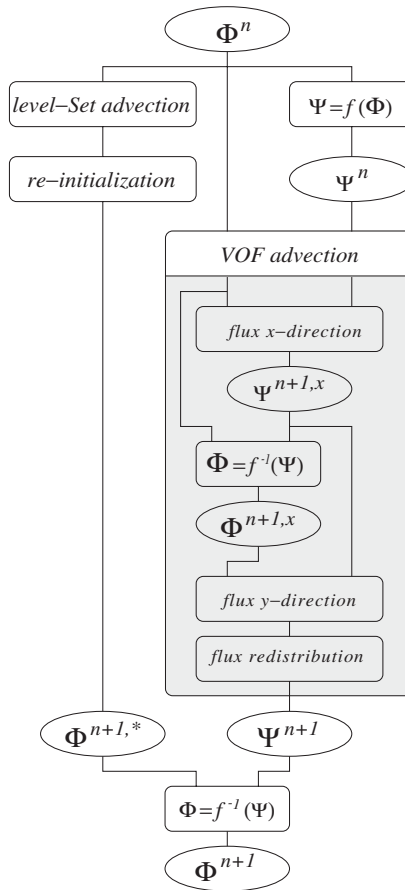 Φ^n
level–Set advection
Ψ=f(Φ)
re–initialization
Ψ^n
VOF advection
flux x–direction
Ψ^{n+1,x}
Φ=f^{-1}(Ψ)
Φ^{n+1,x}
flux y–direction
flux redistribution
Φ^{n+1,*}
Ψ^{n+1}
Φ=f^{-1}(Ψ)
Φ^{n+1}